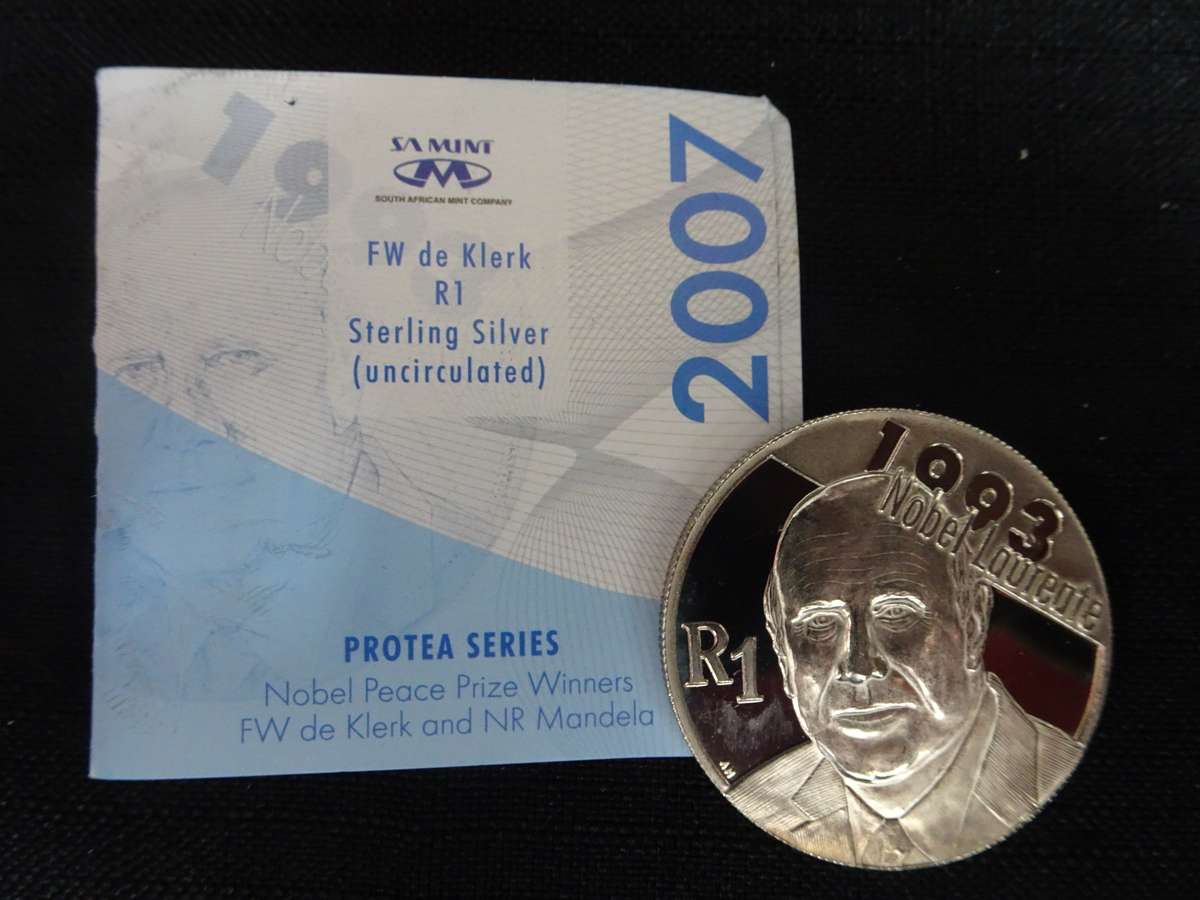 SA MINT
SOUTH AFRICAN MINT COMPANY
FW de Klerk
R1
Sterling Silver
(uncirculated)
2007
PROTEA SERIES
Nobel Peace Prize Winners
FW de Klerk and NR Mandela
1993
Nobel Laureate
R1
AM